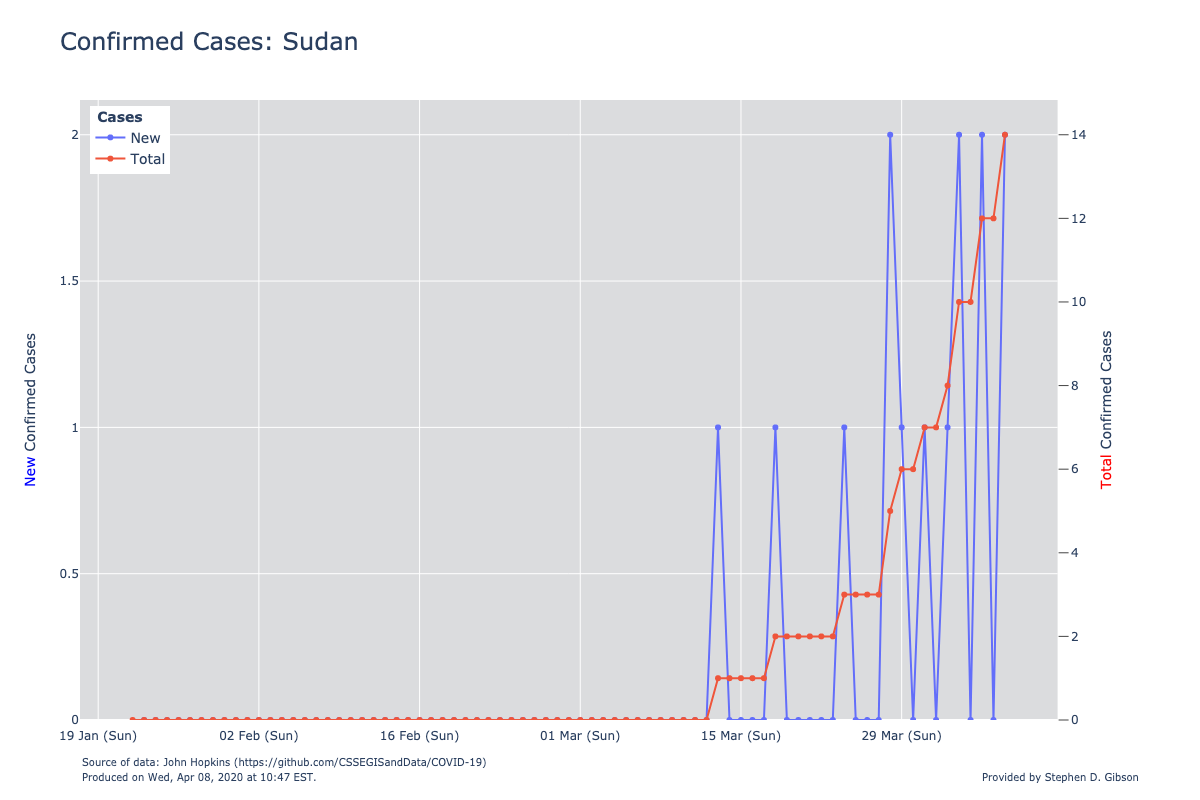 Confirmed Cases: Sudan
Cases
New
Total
2
1.5
1
0.5
0
14
12
10
8
6
4
2
0
New Confirmed Cases
Total Confirmed Cases
19 Jan (Sun)
02 Feb (Sun)
16 Feb (Sun)
01 Mar (Sun)
15 Mar (Sun)
29 Mar (Sun)
Source of data: John Hopkins (https://github.com/CSSEGISandData/COVID-19)
Produced on Wed, Apr 08, 2020 at 10:47 EST.
Provided by Stephen D. Gibson